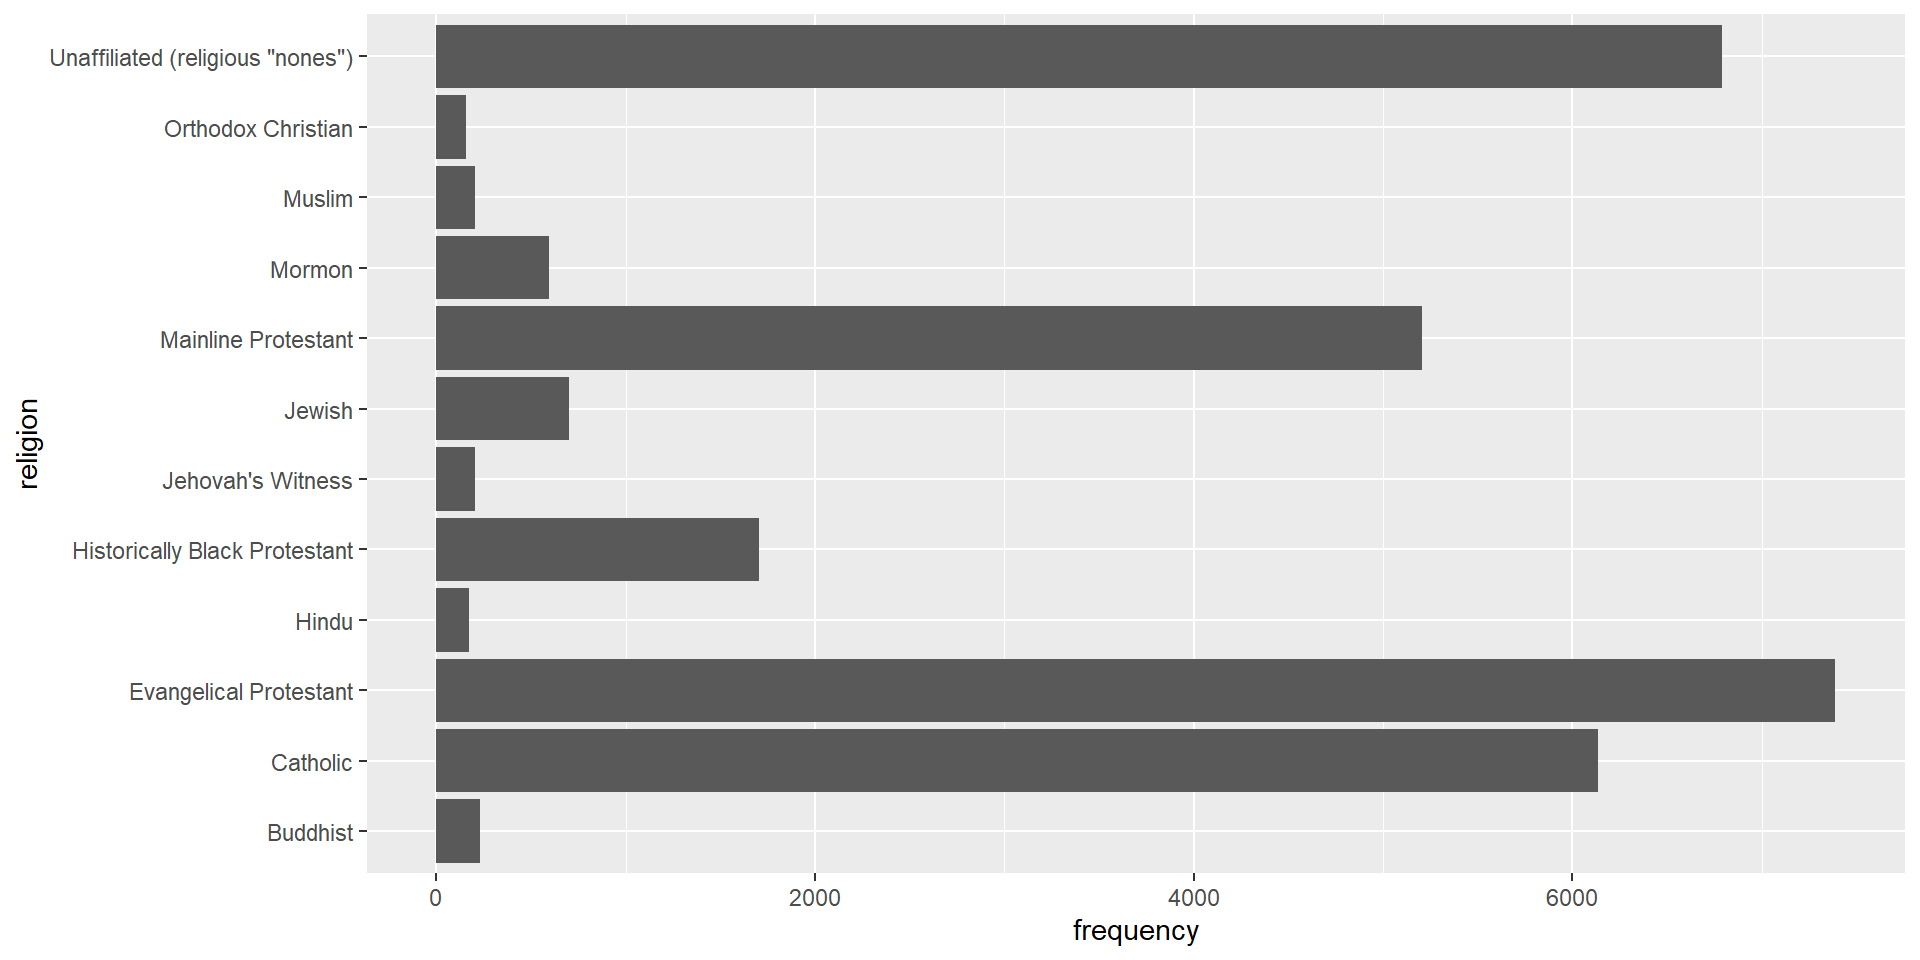 Unaffiliated (religious "nones")
Orthodox Christian
Muslim
Mormon
Mainline Protestant
Jewish
Jehovah's Witness
Historically Black Protestant
Hindu
Evangelical Protestant
Catholic
Buddhist
religion
0 2000 4000 6000
frequency